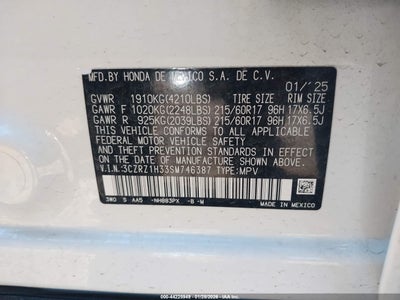 MFD. BY HONDA DE MEXICO S.A. DE C.V.
01/'25
TIRE SIZE RIM SIZE
GVWR 1910KG(4210LBS)
GAWR F 1020KG(2248LBS) 215/60R17 96H 17X6.5J
GAWR R 925KG(2039LBS) 215/60R17 96H 17X6.5J
THIS VEHICLE CONFORMS TO ALL APPLICABLE
FEDERAL MOTOR VEHICLE SAFETY STANDARDS
IN EFFECT ON THE DATE OF
MANUFACTURE SHOWN ABOVE.
V.I.N.:3CZRZ1H33SM746387 TYPE:MPV
3W0 S AA5 -NH883PX -B -M
MADE IN MEXICO